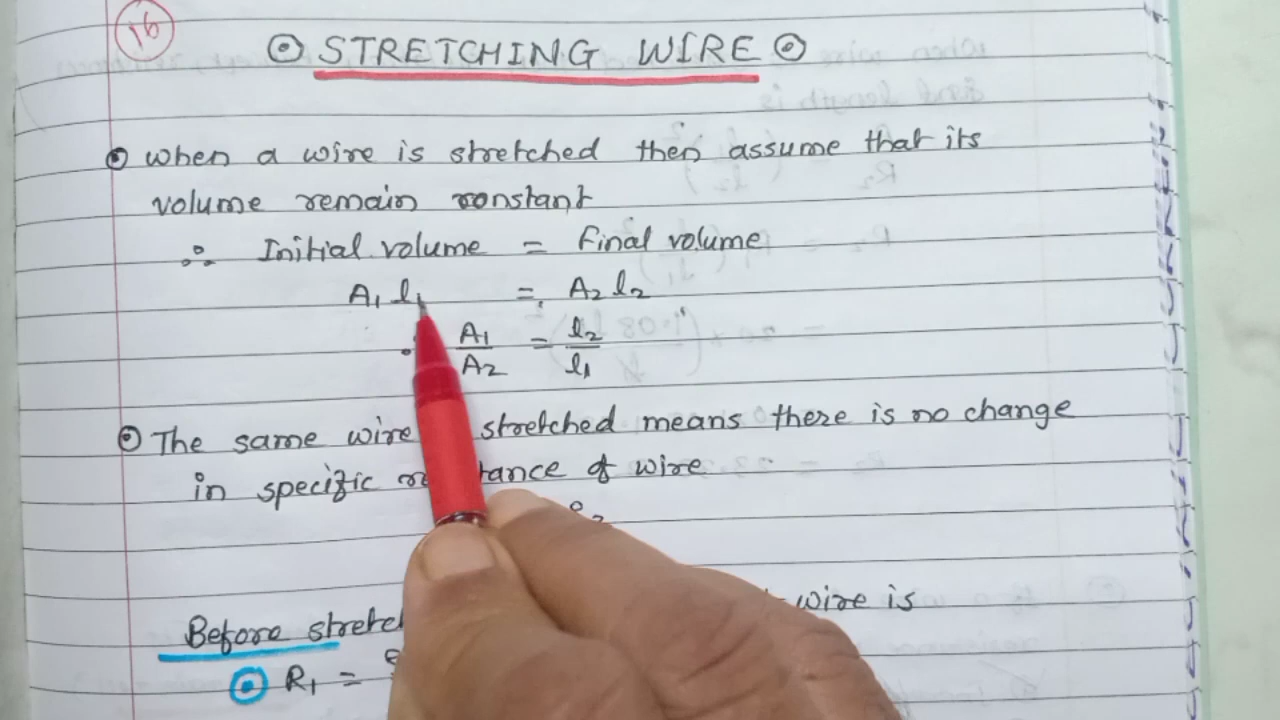 16
STRETCHING WIRE
When a wire is stretched then assume that its
volume remain constant
∴ Initial volume = final volume
A₁ l₁ = A₂ l₂
A₁/A₂ = l₂/l₁
The same wire stretched means there is no change
in specific of wire
Before
wire is
R₁ =